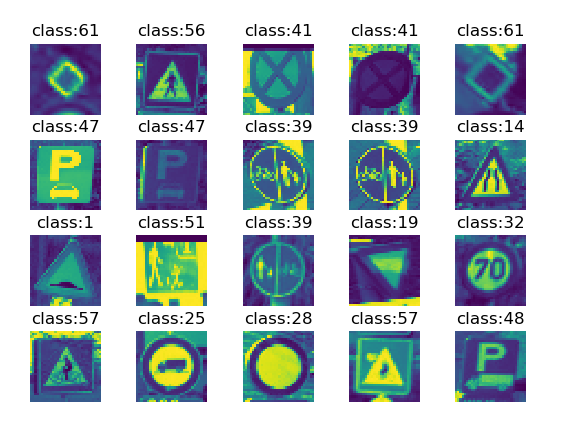 class:61 class:56 class:41 class:41 class:61
class:47 class:47 class:39 class:39 class:14
P P
class:1 class:51 class:39 class:19 class:32
70
class:57 class:25 class:28 class:57 class:48
P